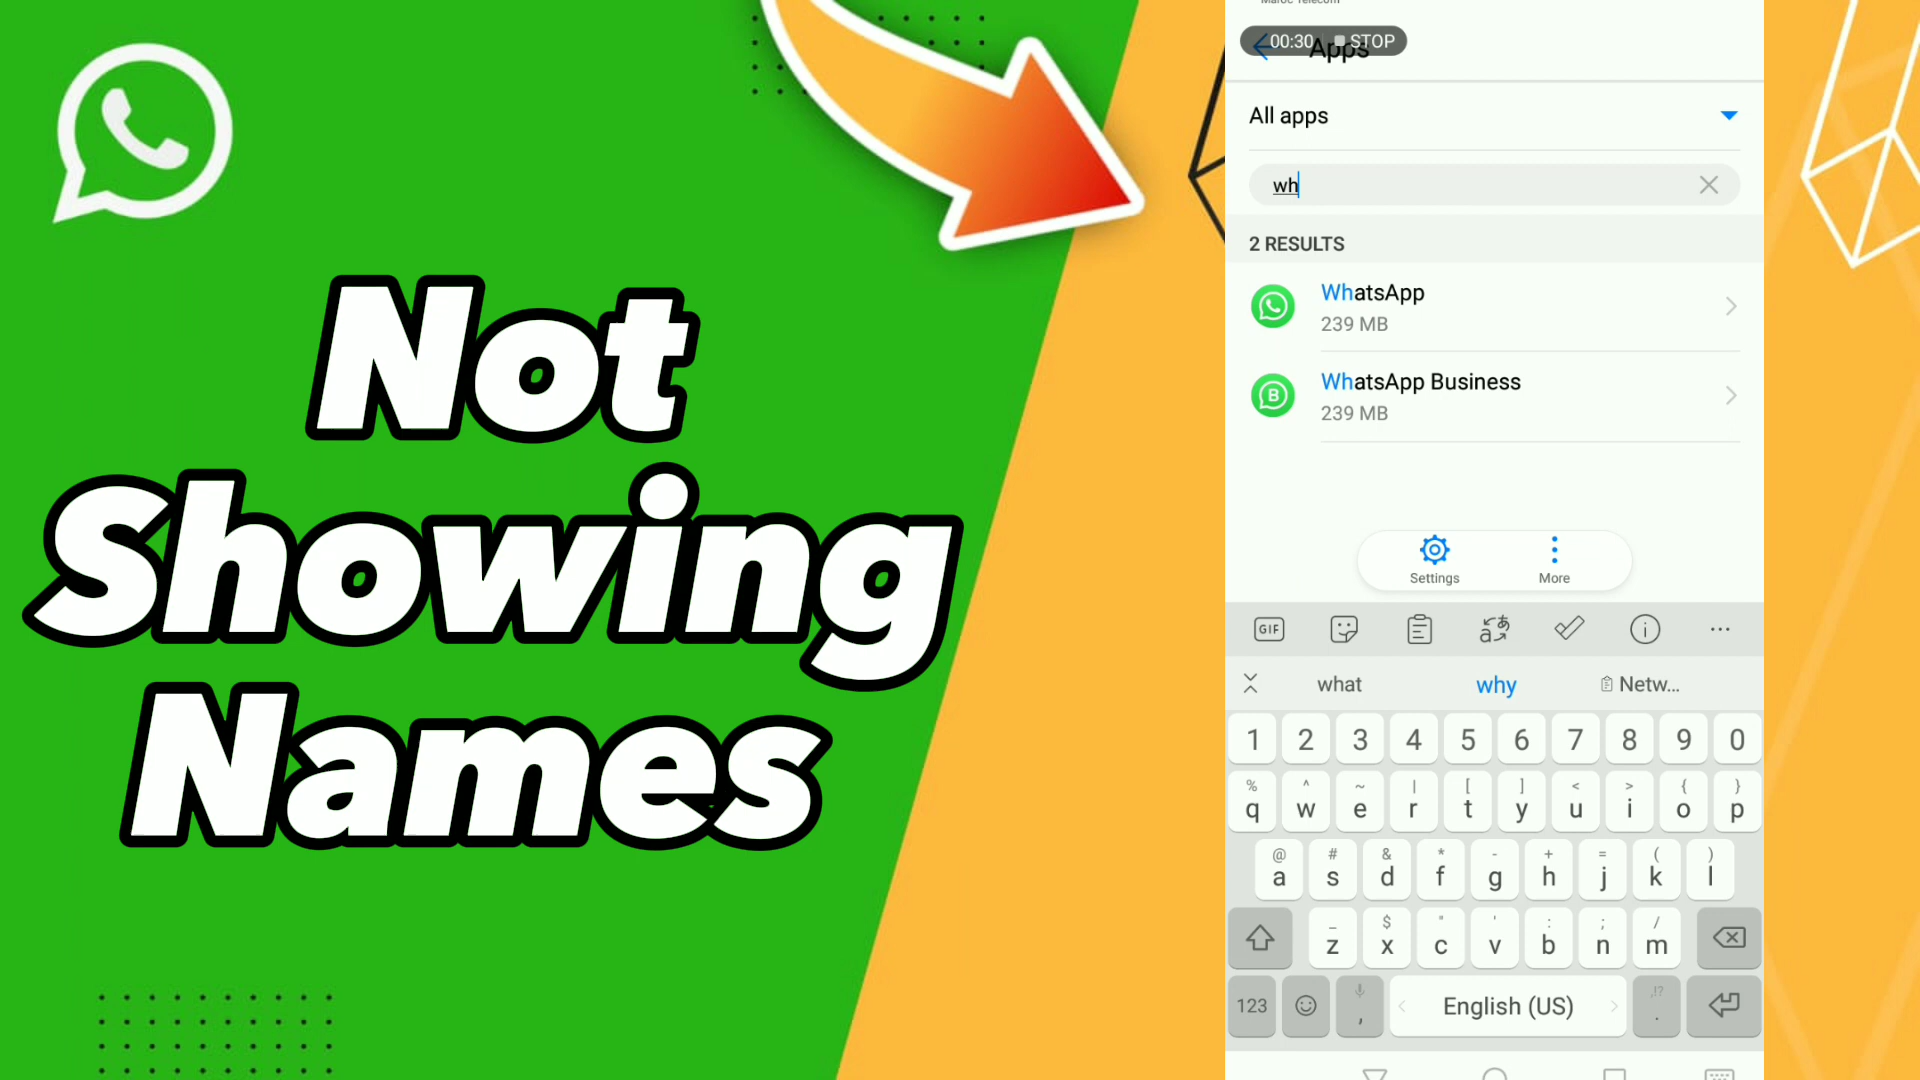 Not
Showing
Names
Maroc Telecom
00:30 STOP
Apps
All apps
wh
2 RESULTS
WhatsApp
239 MB
B
WhatsApp Business
239 MB
Settings
More
GIF
what
why
Netw...
1 2 3 4 5 6 7 8 9 0
% ^ ~ | [ ] < > { }
q w e r t y u i o p
@ # & * - + = ( )
a s d f g h j k l
_ $ " ' : ; /
z x c v b n m
123 , English (US) ,!? .